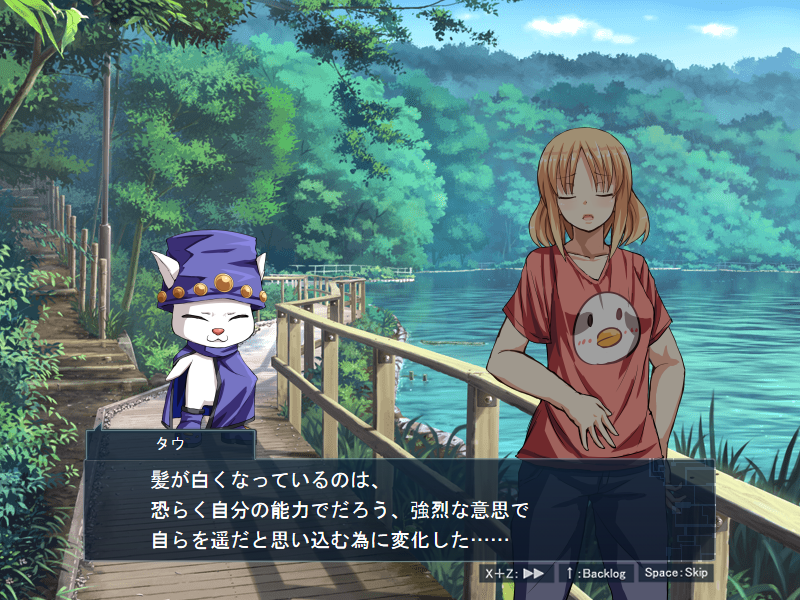 タウ
髪が白くなっているのは、
恐らく自分の能力でだろう、強烈な意思で
自らを遥だと思い込む為に変化した……
X+Z:▶▶ ↑:Backlog Space:Skip